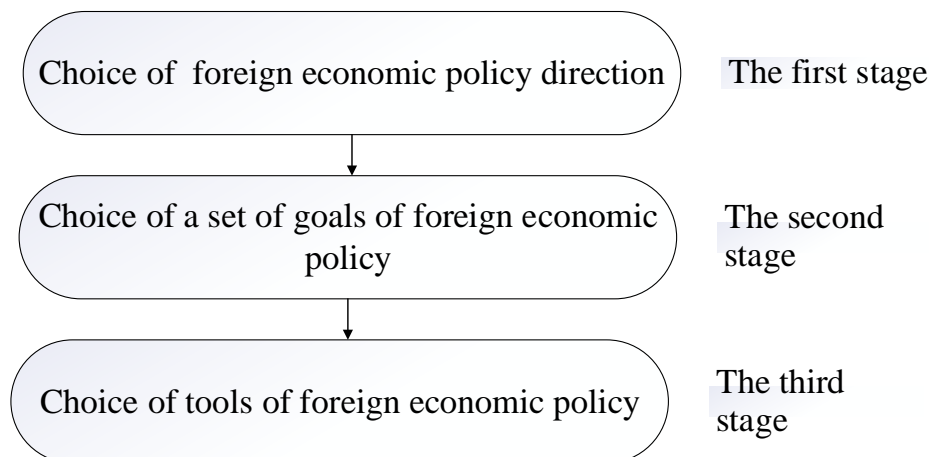 Choice of foreign economic policy direction
The first stage
Choice of a set of goals of foreign economic
policy
The second
stage
Choice of tools of foreign economic policy
The third
stage